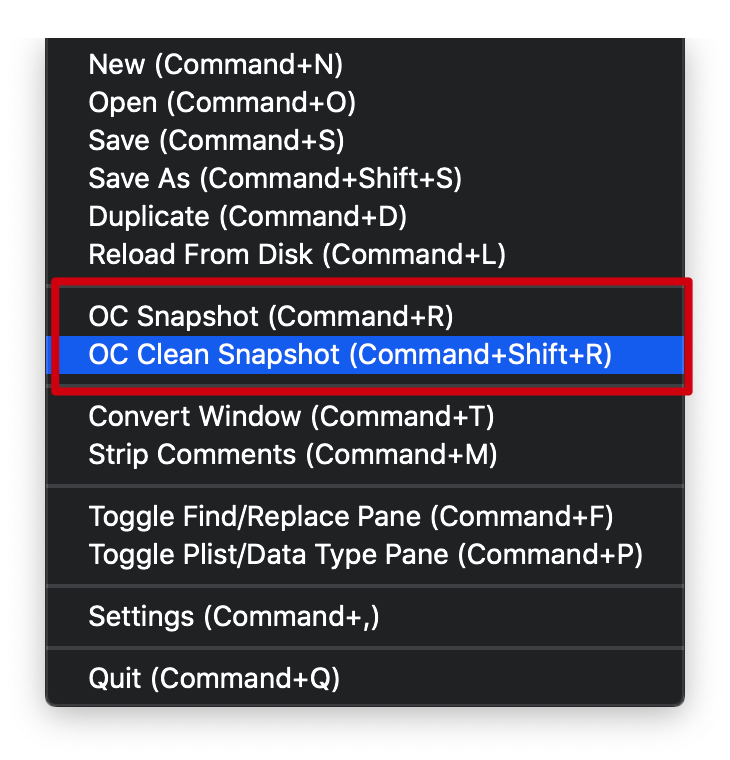 New (Command+N)
Open (Command+O)
Save (Command+S)
Save As (Command+Shift+S)
Duplicate (Command+D)
Reload From Disk (Command+L)
OC Snapshot (Command+R)
OC Clean Snapshot (Command+Shift+R)
Convert Window (Command+T)
Strip Comments (Command+M)
Toggle Find/Replace Pane (Command+F)
Toggle Plist/Data Type Pane (Command+P)
Settings (Command+,)
Quit (Command+Q)